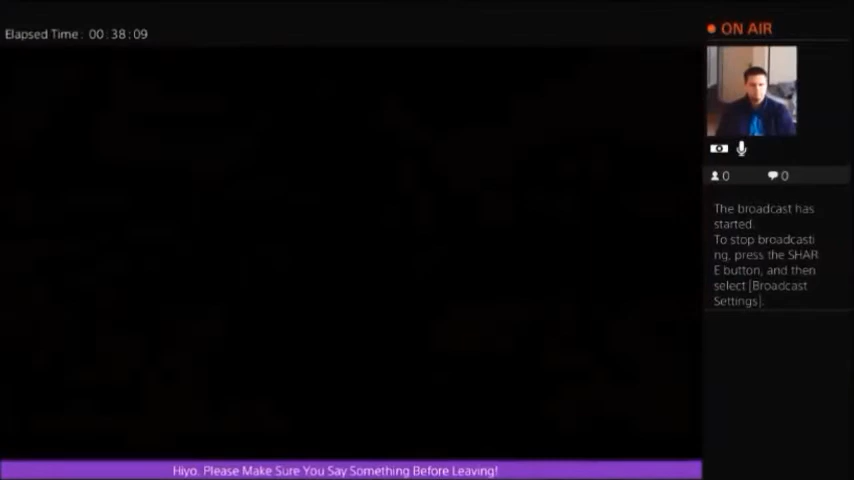 Elapsed Time: 00:38:09
ON AIR
0 0
The broadcast has
started.
To stop broadcasti
ng, press the SHAR
E button, and then
select [Broadcast
Settings].
Hiyo. Please Make Sure You Say Something Before Leaving!